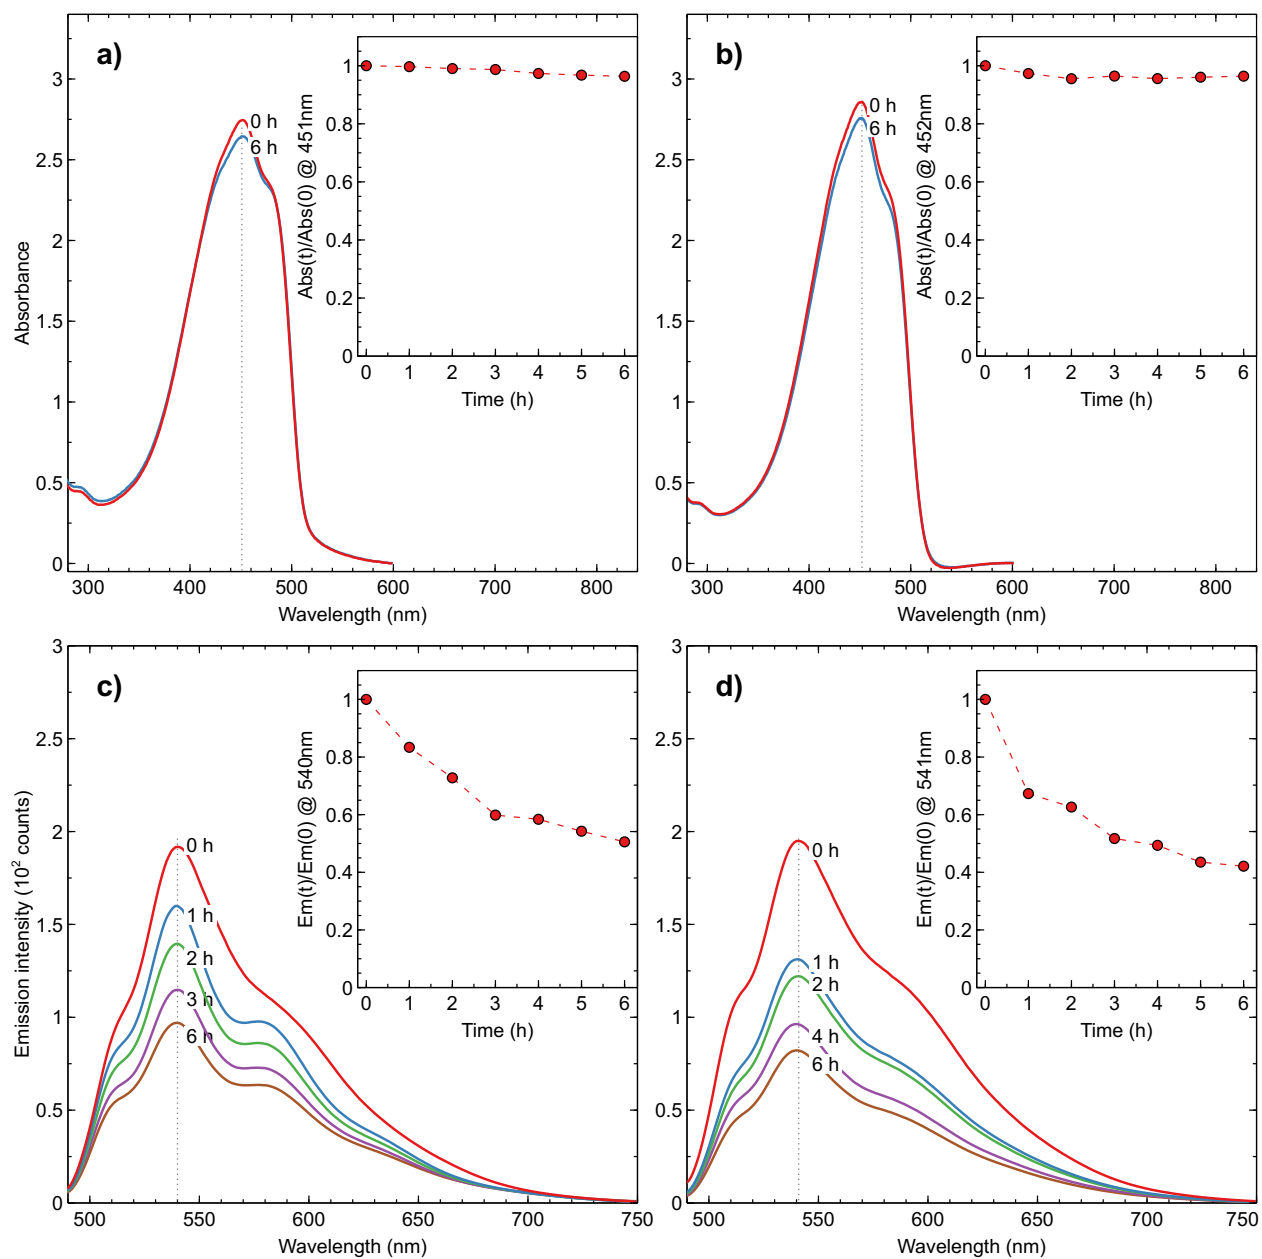 a)
0 h
6 h
Absorbance
0
0.5
1
1.5
2
2.5
3
300
400
500
600
700
800
Wavelength (nm)
Abs(t)/Abs(0) @ 451nm
0
0.2
0.4
0.6
0.8
1
0 1 2 3 4 5 6
Time (h)
b)
0 h
6 h
0
0.5
1
1.5
2
2.5
3
300
400
500
600
700
800
Wavelength (nm)
Abs(t)/Abs(0) @ 452nm
0
0.2
0.4
0.6
0.8
1
0 1 2 3 4 5 6
Time (h)
c)
0 h
1 h
2 h
3 h
6 h
Emission intensity (10² counts)
0
0.5
1
1.5
2
2.5
3
500
550
600
650
700
750
Wavelength (nm)
Em(t)/Em(0) @ 540nm
0
0.2
0.4
0.6
0.8
1
0 1 2 3 4 5 6
Time (h)
d)
0 h
1 h
2 h
4 h
6 h
0
0.5
1
1.5
2
2.5
3
500
550
600
650
700
750
Wavelength (nm)
Em(t)/Em(0) @ 541nm
0
0.2
0.4
0.6
0.8
1
0 1 2 3 4 5 6
Time (h)